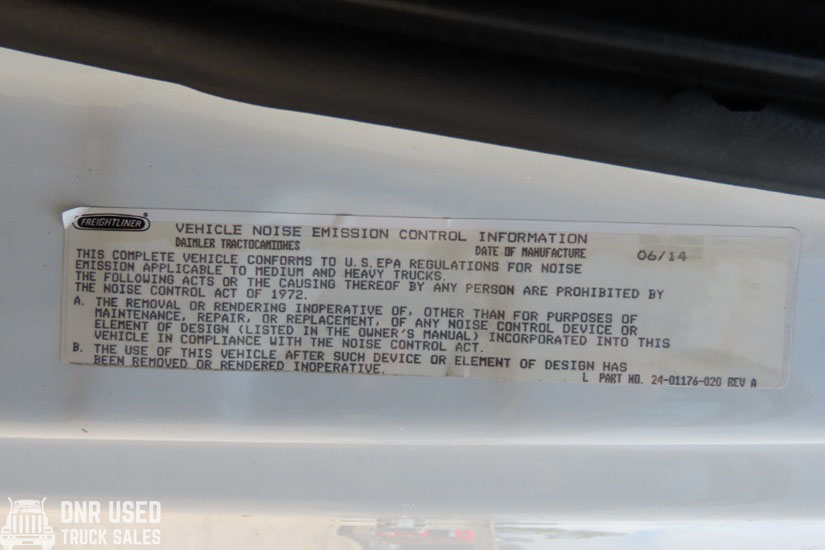 FREIGHTLINER
VEHICLE NOISE EMISSION CONTROL INFORMATION
DAIMLER TRACTOCAMIONES DATE OF MANUFACTURE 06/14
THIS COMPLETE VEHICLE CONFORMS TO U.S.EPA REGULATIONS FOR NOISE
EMISSION APPLICABLE TO MEDIUM AND HEAVY TRUCKS.
THE FOLLOWING ACTS OR THE CAUSING THEREOF BY ANY PERSON ARE PROHIBITED BY
THE NOISE CONTROL ACT OF 1972.
A. THE REMOVAL OR RENDERING INOPERATIVE OF, OTHER THAN FOR PURPOSES OF
MAINTENANCE, REPAIR, OR REPLACEMENT, OF ANY NOISE CONTROL DEVICE OR
ELEMENT OF DESIGN (LISTED IN THE OWNER'S MANUAL) INCORPORATED INTO THIS
VEHICLE IN COMPLIANCE WITH THE NOISE CONTROL ACT.
B. THE USE OF THIS VEHICLE AFTER SUCH DEVICE OR ELEMENT OF DESIGN HAS
BEEN REMOVED OR RENDERED INOPERATIVE.
L PART NO. 24-01176-020 REV A
DNR USED
TRUCK SALES